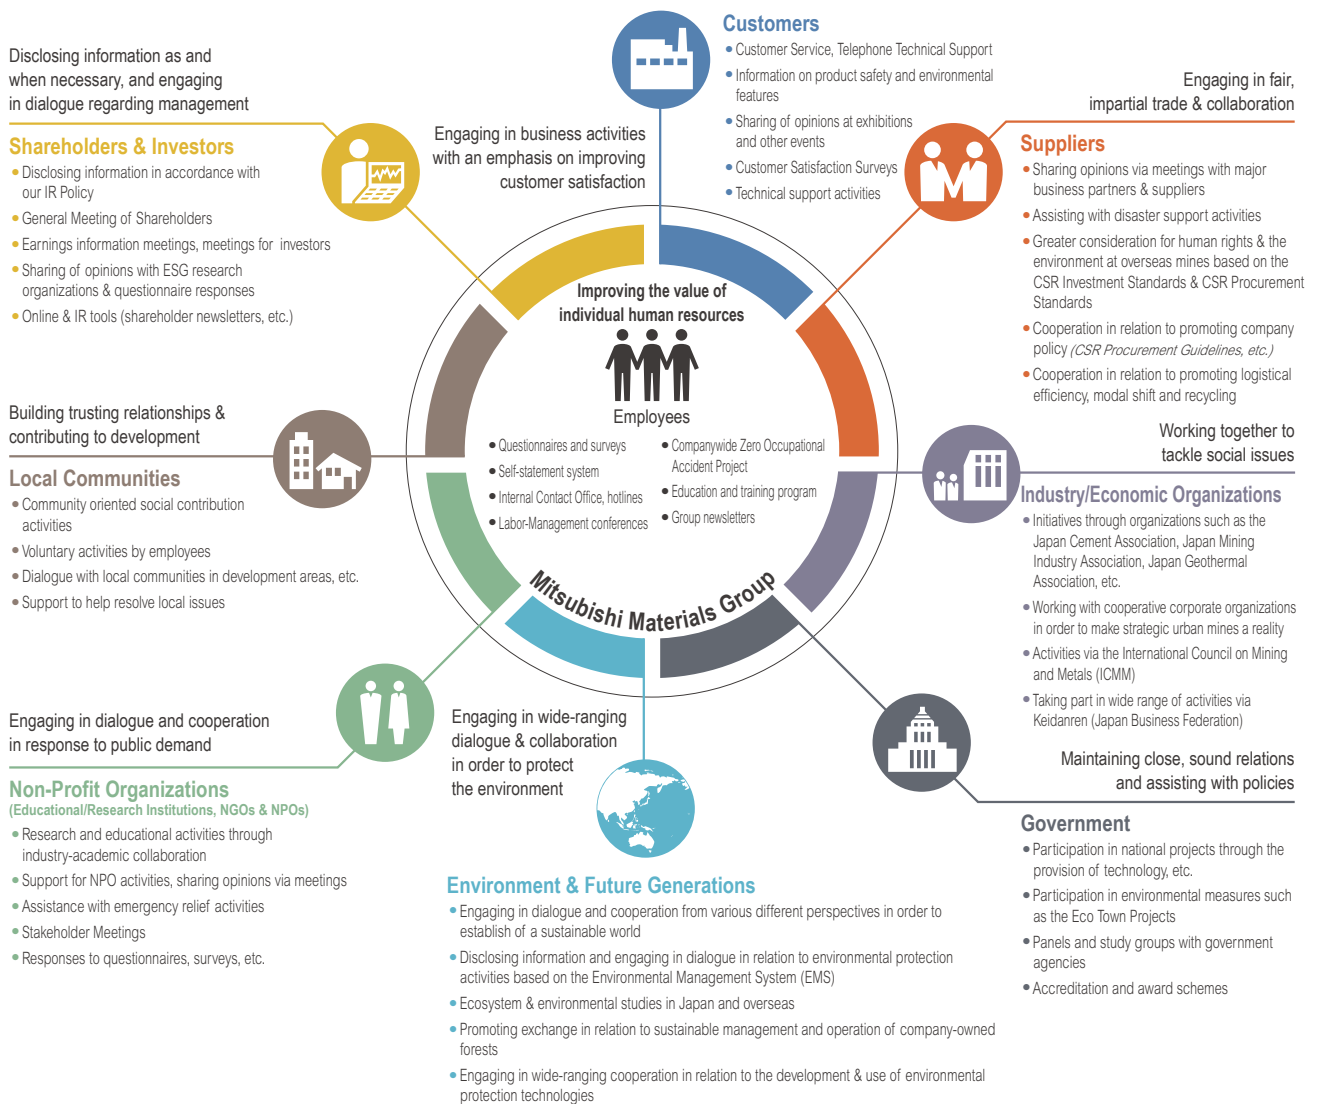 Disclosing information as and
when necessary, and engaging
in dialogue regarding management
Shareholders & Investors
• Disclosing information in accordance with
our IR Policy
• General Meeting of Shareholders
• Earnings information meetings, meetings for investors
• Sharing of opinions with ESG research
organizations & questionnaire responses
• Online & IR tools (shareholder newsletters, etc.)
Engaging in business activities
with an emphasis on improving
customer satisfaction
Customers
• Customer Service, Telephone Technical Support
• Information on product safety and environmental
features
• Sharing of opinions at exhibitions
and other events
• Customer Satisfaction Surveys
• Technical support activities
Engaging in fair,
impartial trade & collaboration
Suppliers
• Sharing opinions via meetings with major
business partners & suppliers
• Assisting with disaster support activities
• Greater consideration for human rights & the
environment at overseas mines based on the
CSR Investment Standards & CSR Procurement
Standards
• Cooperation in relation to promoting company
policy (CSR Procurement Guidelines, etc.)
• Cooperation in relation to promoting logistical
efficiency, modal shift and recycling
Improving the value of
individual human resources
Employees
• Questionnaires and surveys
• Self-statement system
• Internal Contact Office, hotlines
• Labor-Management conferences
• Companywide Zero Occupational
Accident Project
• Education and training program
• Group newsletters
Mitsubishi Materials Group
Building trusting relationships &
contributing to development
Local Communities
• Community oriented social contribution
activities
• Voluntary activities by employees
• Dialogue with local communities in development areas, etc.
• Support to help resolve local issues
Working together to
tackle social issues
Industry/Economic Organizations
• Initiatives through organizations such as the
Japan Cement Association, Japan Mining
Industry Association, Japan Geothermal
Association, etc.
• Working with cooperative corporate organizations
in order to make strategic urban mines a reality
• Activities via the International Council on Mining
and Metals (ICMM)
• Taking part in wide range of activities via
Keidanren (Japan Business Federation)
Engaging in dialogue and cooperation
in response to public demand
Non-Profit Organizations
(Educational/Research Institutions, NGOs & NPOs)
• Research and educational activities through
industry-academic collaboration
• Support for NPO activities, sharing opinions via meetings
• Assistance with emergency relief activities
• Stakeholder Meetings
• Responses to questionnaires, surveys, etc.
Engaging in wide-ranging
dialogue & collaboration
in order to protect
the environment
Environment & Future Generations
• Engaging in dialogue and cooperation from various different perspectives in order to
establish of a sustainable world
• Disclosing information and engaging in dialogue in relation to environmental protection
activities based on the Environmental Management System (EMS)
• Ecosystem & environmental studies in Japan and overseas
• Promoting exchange in relation to sustainable management and operation of company-owned
forests
• Engaging in wide-ranging cooperation in relation to the development & use of environmental
protection technologies
Maintaining close, sound relations
and assisting with policies
Government
• Participation in national projects through the
provision of technology, etc.
• Participation in environmental measures such
as the Eco Town Projects
• Panels and study groups with government
agencies
• Accreditation and award schemes